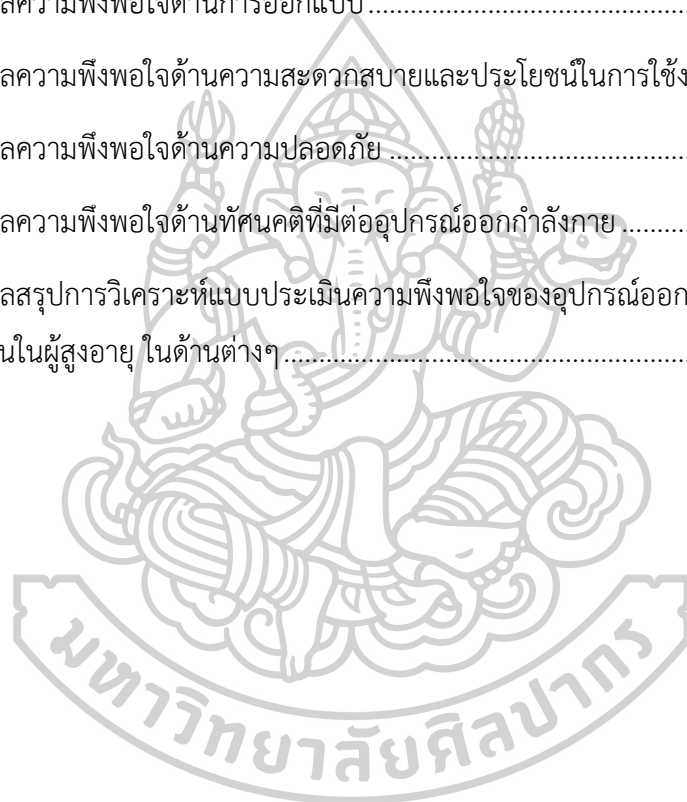 ลความพึงพอใจด้านการออกแบบ ........................................................
ลความพึงพอใจด้านความสะดวกสบายและประโยชน์ในการใช้ง
ลความพึงพอใจด้านความปลอดภัย ........................................................
ลความพึงพอใจด้านทัศนคติที่มีต่ออุปกรณ์ออกกำลังกาย ..........
ลสรุปการวิเคราะห์แบบประเมินความพึงพอใจของอุปกรณ์ออก
นในผู้สูงอายุ ในด้านต่างๆ ........................................................
มหาวิทยาลัยศิลปากร